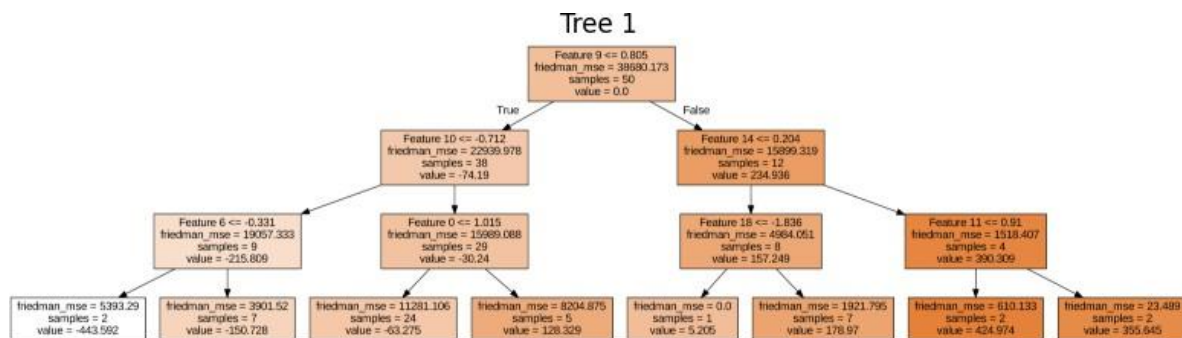 Tree 1
Feature 9 <= 0.805
friedman_mse = 38680.173
samples = 50
value = 0.0
True
False
Feature 10 <= -0.712
friedman_mse = 22939.978
samples = 38
value = -74.19
Feature 14 <= 0.204
friedman_mse = 15899.319
samples = 12
value = 234.936
Feature 6 <= -0.331
friedman_mse = 19057.333
samples = 9
value = -215.809
Feature 0 <= 1.015
friedman_mse = 15989.088
samples = 29
value = -30.24
Feature 18 <= -1.836
friedman_mse = 4984.051
samples = 8
value = 157.249
Feature 11 <= 0.91
friedman_mse = 1518.407
samples = 4
value = 390.309
friedman_mse = 5393.29
samples = 2
value = -443.592
friedman_mse = 3901.52
samples = 7
value = -150.728
friedman_mse = 11281.106
samples = 24
value = -63.275
friedman_mse = 8204.875
samples = 5
value = 128.329
friedman_mse = 0.0
samples = 1
value = 5.205
friedman_mse = 1921.795
samples = 7
value = 178.97
friedman_mse = 610.133
samples = 2
value = 424.974
friedman_mse = 23.489
samples = 2
value = 355.645